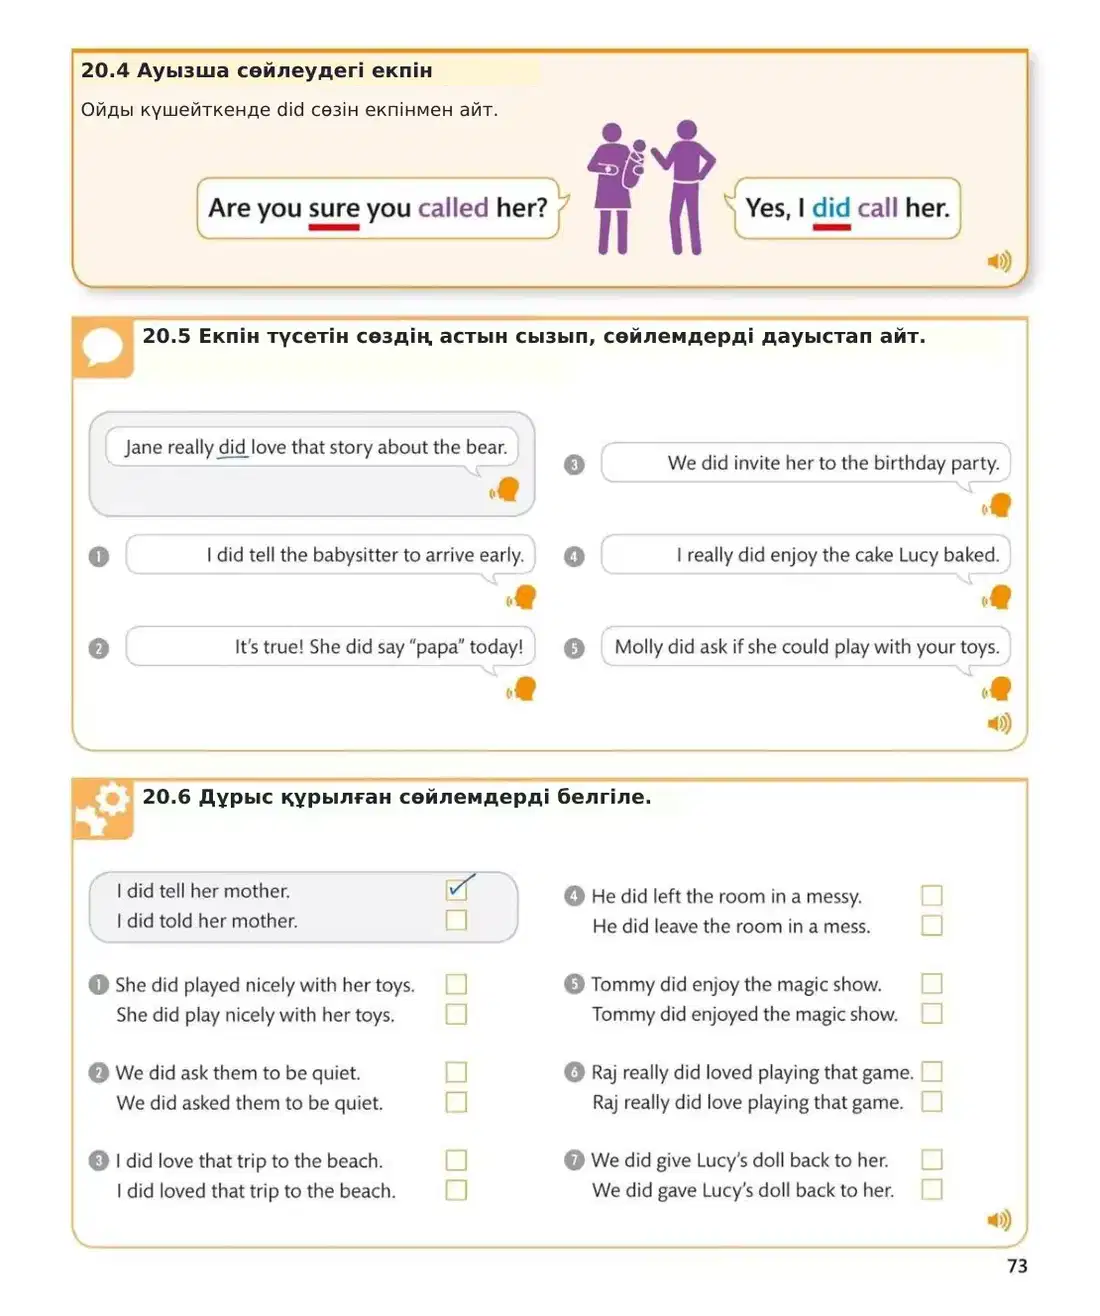 20.4 Ауызша сөйлеудегі екпін
Ойды күшейткенде did сөзін екпінмен айт.
Are you sure you called her?
Yes, I did call her.
20.5 Екпін түсетін сөздің астын сызып, сөйлемдерді дауыстап айт.
Jane really did love that story about the bear.
1 I did tell the babysitter to arrive early.
2 It's true! She did say “papa” today!
3 We did invite her to the birthday party.
4 I really did enjoy the cake Lucy baked.
5 Molly did ask if she could play with your toys.
20.6 Дұрыс құрылған сөйлемдерді белгіле.
I did tell her mother.
I did told her mother.
1 She did played nicely with her toys.
She did play nicely with her toys.
2 We did ask them to be quiet.
We did asked them to be quiet.
3 I did love that trip to the beach.
I did loved that trip to the beach.
4 He did left the room in a messy.
He did leave the room in a mess.
5 Tommy did enjoy the magic show.
Tommy did enjoyed the magic show.
6 Raj really did loved playing that game.
Raj really did love playing that game.
7 We did give Lucy's doll back to her.
We did gave Lucy's doll back to her.
73